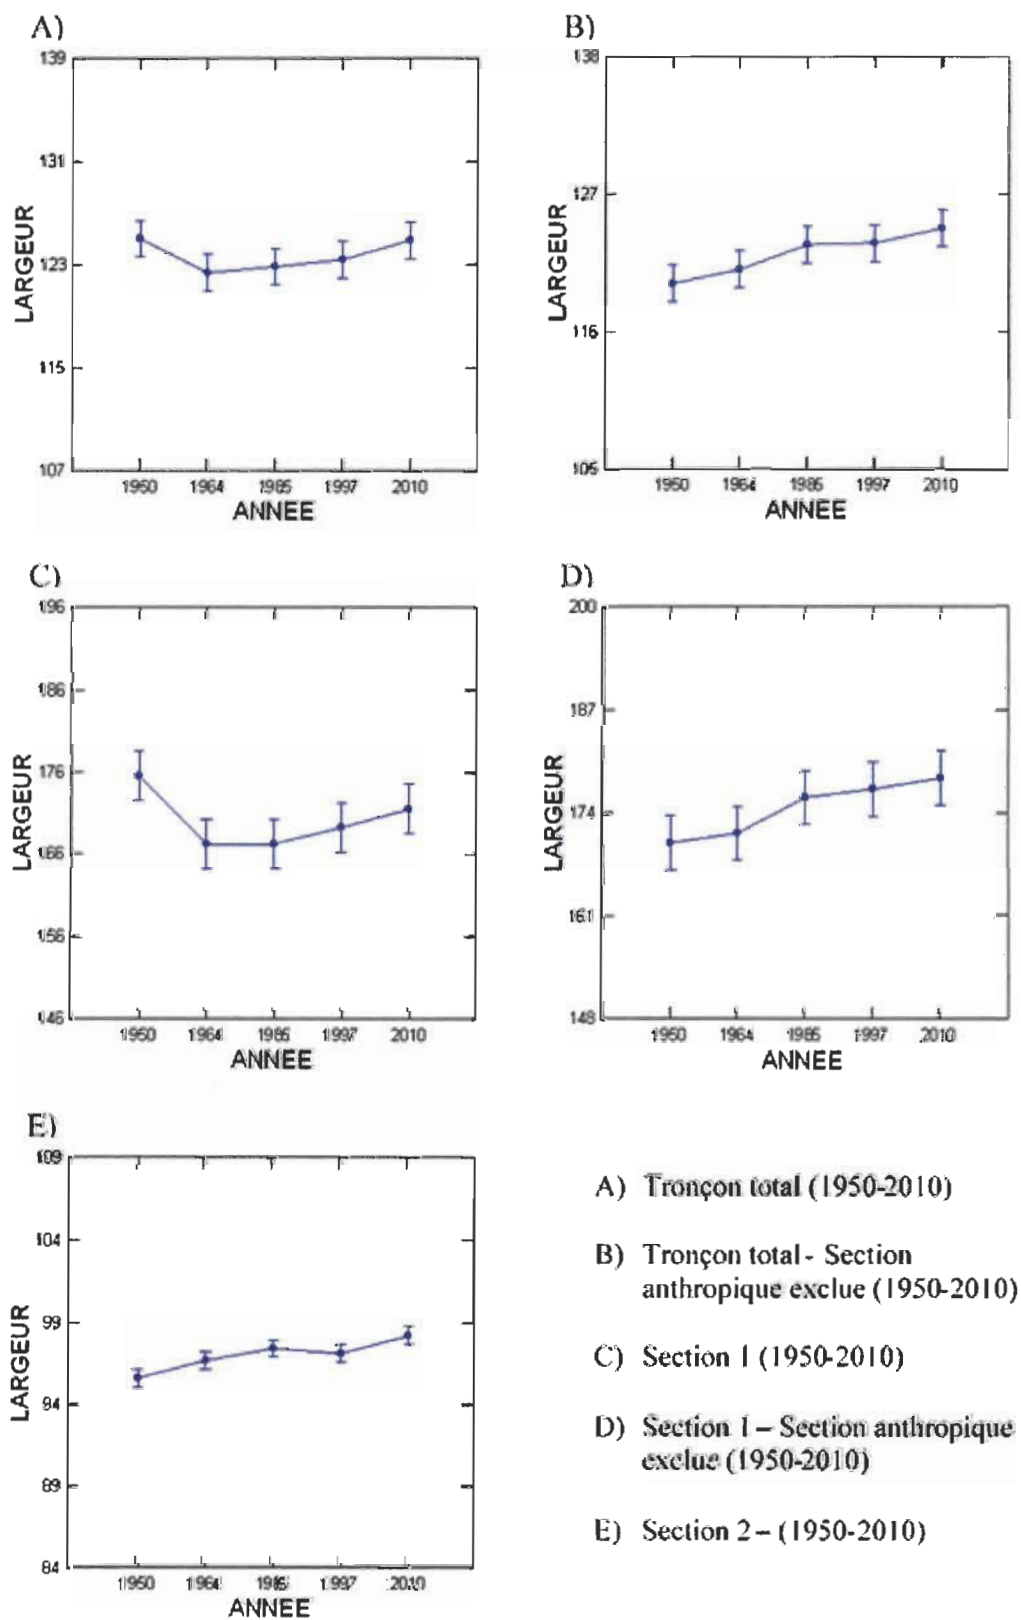 A)
139
131
123
115
107
LARGEUR
1950 1964 1985 1997 2010
ANNEE
B)
138
127
116
105
LARGEUR
1950 1964 1985 1997 2010
ANNEE
C)
196
186
176
166
156
146
LARGEUR
1950 1964 1985 1997 2010
ANNEE
D)
200
187
174
161
148
LARGEUR
1950 1964 1985 1997 2010
ANNEE
E)
109
104
99
94
89
84
LARGEUR
1950 1964 1985 1997 2010
ANNEE
A) Tronçon total (1950-2010)
B) Tronçon total - Section
anthropique exclue (1950-2010)
C) Section 1 (1950-2010)
D) Section 1 – Section anthropique
exclue (1950-2010)
E) Section 2 – (1950-2010)